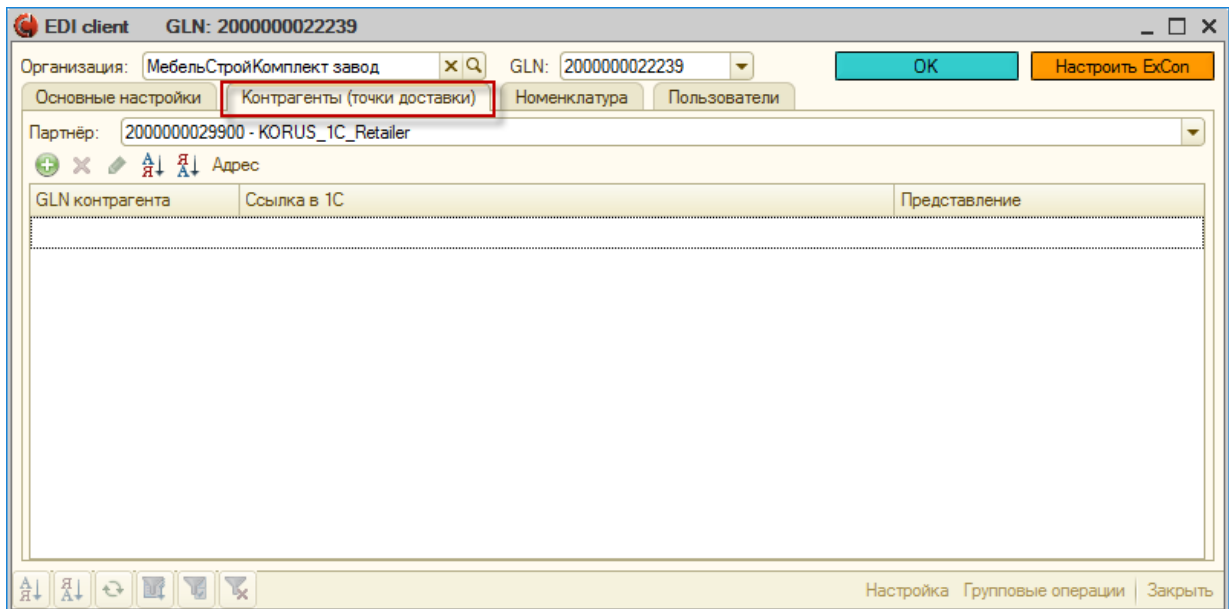 EDI client GLN: 2000000022239
Организация: МебельСтройКомплект завод GLN: 2000000022239 OK Настроить ExCon
Основные настройки Контрагенты (точки доставки) Номенклатура Пользователи
Партнёр: 2000000029900 - KORUS_1C_Retailer
Адрес
GLN контрагента Ссылка в 1С Представление
Настройка Групповые операции Закрыть